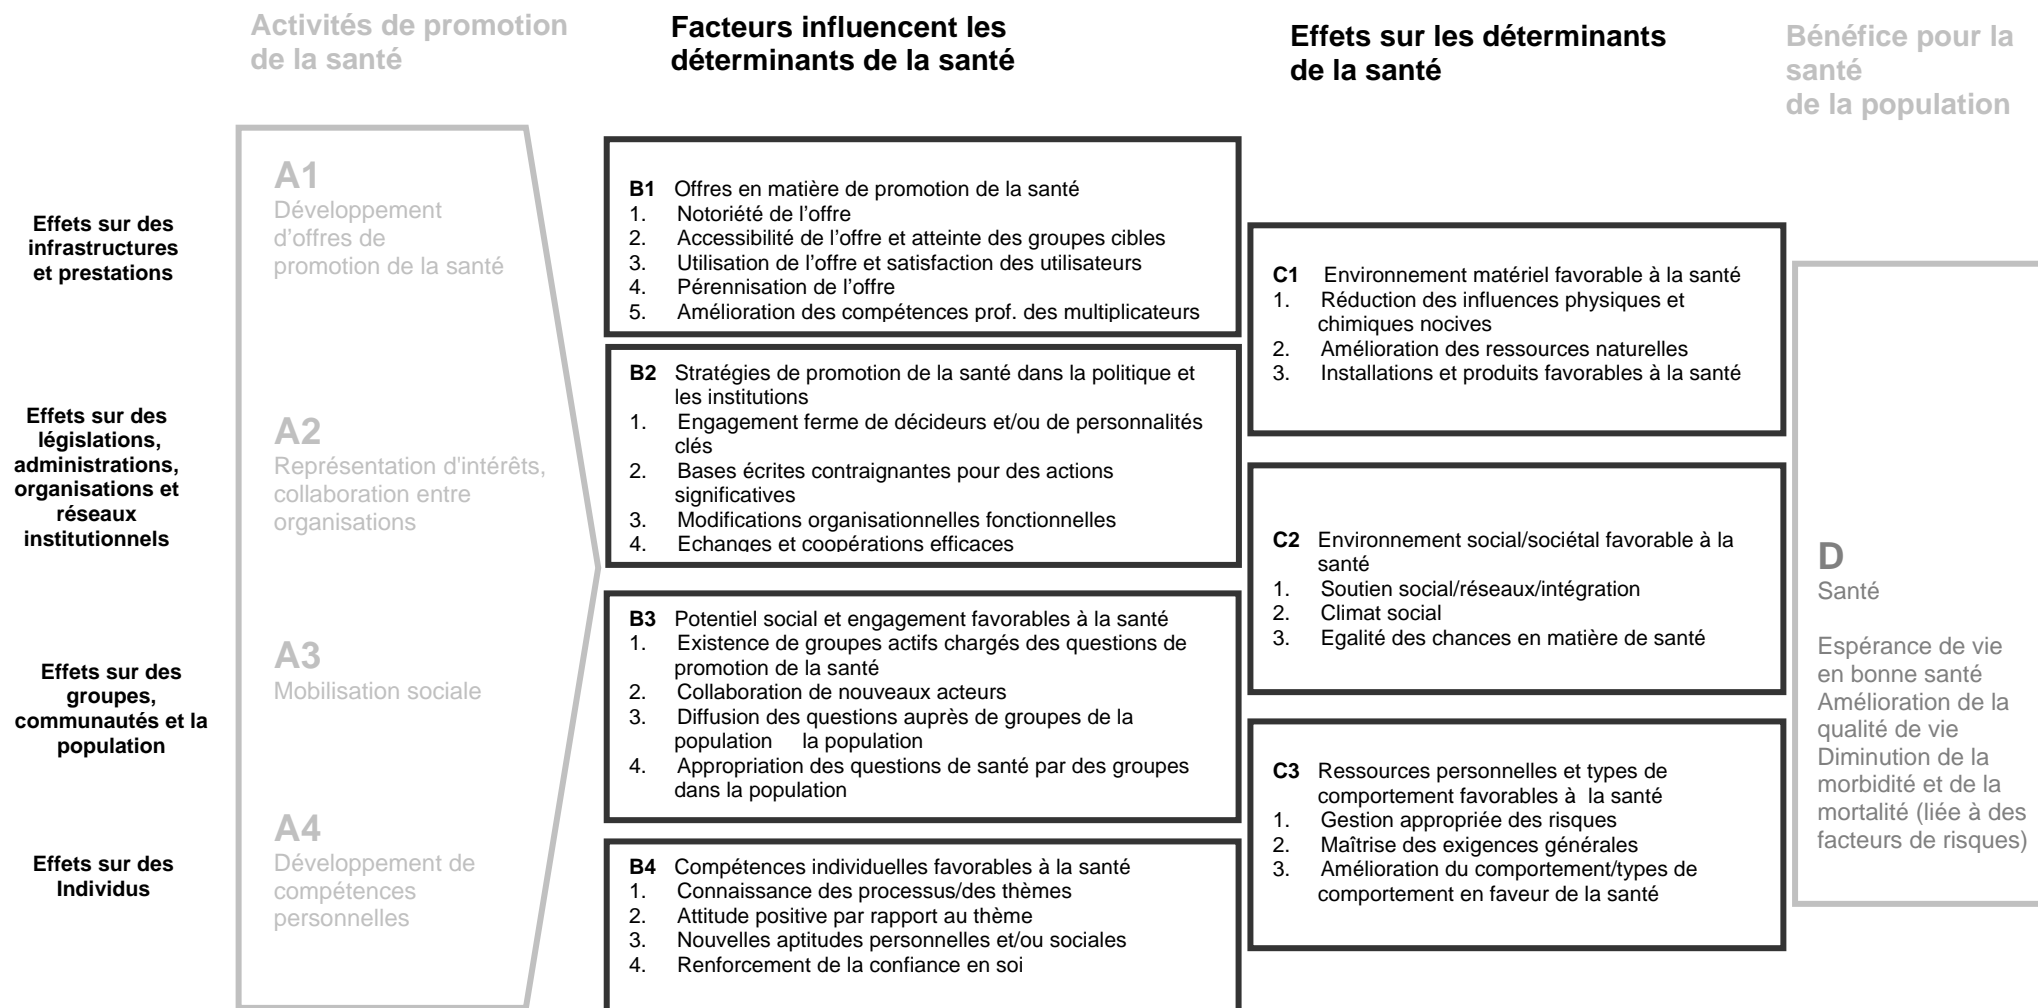 Activités de promotion
de la santé
Facteurs influencent les
déterminants de la santé
Effets sur les déterminants
de la santé
Bénéfice pour la
santé
de la population
Effets sur des
infrastructures
et prestations
Effets sur des
législations,
administrations,
organisations et
réseaux
institutionnels
Effets sur des
groupes,
communautés et la
population
Effets sur des
Individus
A1
Développement
d'offres de
promotion de la santé
A2
Représentation d'intérêts,
collaboration entre
organisations
A3
Mobilisation sociale
A4
Développement de
compétences
personnelles
B1 Offres en matière de promotion de la santé
1. Notoriété de l'offre
2. Accessibilité de l'offre et atteinte des groupes cibles
3. Utilisation de l'offre et satisfaction des utilisateurs
4. Pérennisation de l'offre
5. Amélioration des compétences prof. des multiplicateurs
B2 Stratégies de promotion de la santé dans la politique et
les institutions
1. Engagement ferme de décideurs et/ou de personnalités
clés
2. Bases écrites contraignantes pour des actions
significatives
3. Modifications organisationnelles fonctionnelles
4. Echanges et coopérations efficaces
B3 Potentiel social et engagement favorables à la santé
1. Existence de groupes actifs chargés des questions de
promotion de la santé
2. Collaboration de nouveaux acteurs
3. Diffusion des questions auprès de groupes de la
population la population
4. Appropriation des questions de santé par des groupes
dans la population
B4 Compétences individuelles favorables à la santé
1. Connaissance des processus/des thèmes
2. Attitude positive par rapport au thème
3. Nouvelles aptitudes personnelles et/ou sociales
4. Renforcement de la confiance en soi
C1 Environnement matériel favorable à la santé
1. Réduction des influences physiques et
chimiques nocives
2. Amélioration des ressources naturelles
3. Installations et produits favorables à la santé
C2 Environnement social/sociétal favorable à la
santé
1. Soutien social/réseaux/intégration
2. Climat social
3. Egalité des chances en matière de santé
C3 Ressources personnelles et types de
comportement favorables à la santé
1. Gestion appropriée des risques
2. Maîtrise des exigences générales
3. Amélioration du comportement/types de
comportement en faveur de la santé
D
Santé
Espérance de vie
en bonne santé
Amélioration de la
qualité de vie
Diminution de la
morbidité et de la
mortalité (liée à des
facteurs de risques)